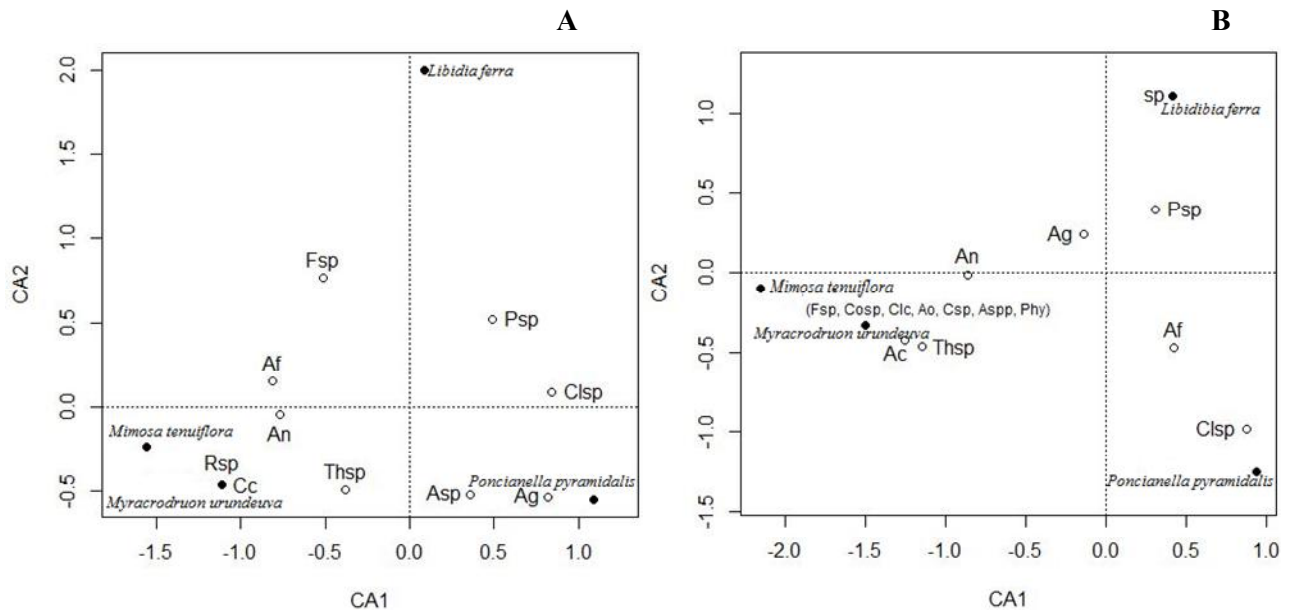 A
B
CA2
2.0
1.5
1.0
0.5
0.0
-0.5
Libidia ferra
Fsp
Psp
Af
Clsp
An
Mimosa tenuiflora
Rsp
Cc
Myracrodruon urundeuva
Thsp
Asp
Ag
Poncianella pyramidalis
-1.5 -1.0 -0.5 0.0 0.5 1.0
CA1
CA2
1.0
0.5
0.0
-0.5
-1.0
-1.5
sp
Libidibia ferra
Psp
Ag
An
Mimosa tenuiflora
(Fsp, Cosp, Clc, Ao, Csp, Aspp, Phy)
Myracrodruon urundeuva
Ac
Thsp
Af
Clsp
Poncianella pyramidalis
-2.0 -1.5 -1.0 -0.5 0.0 0.5 1.0
CA1